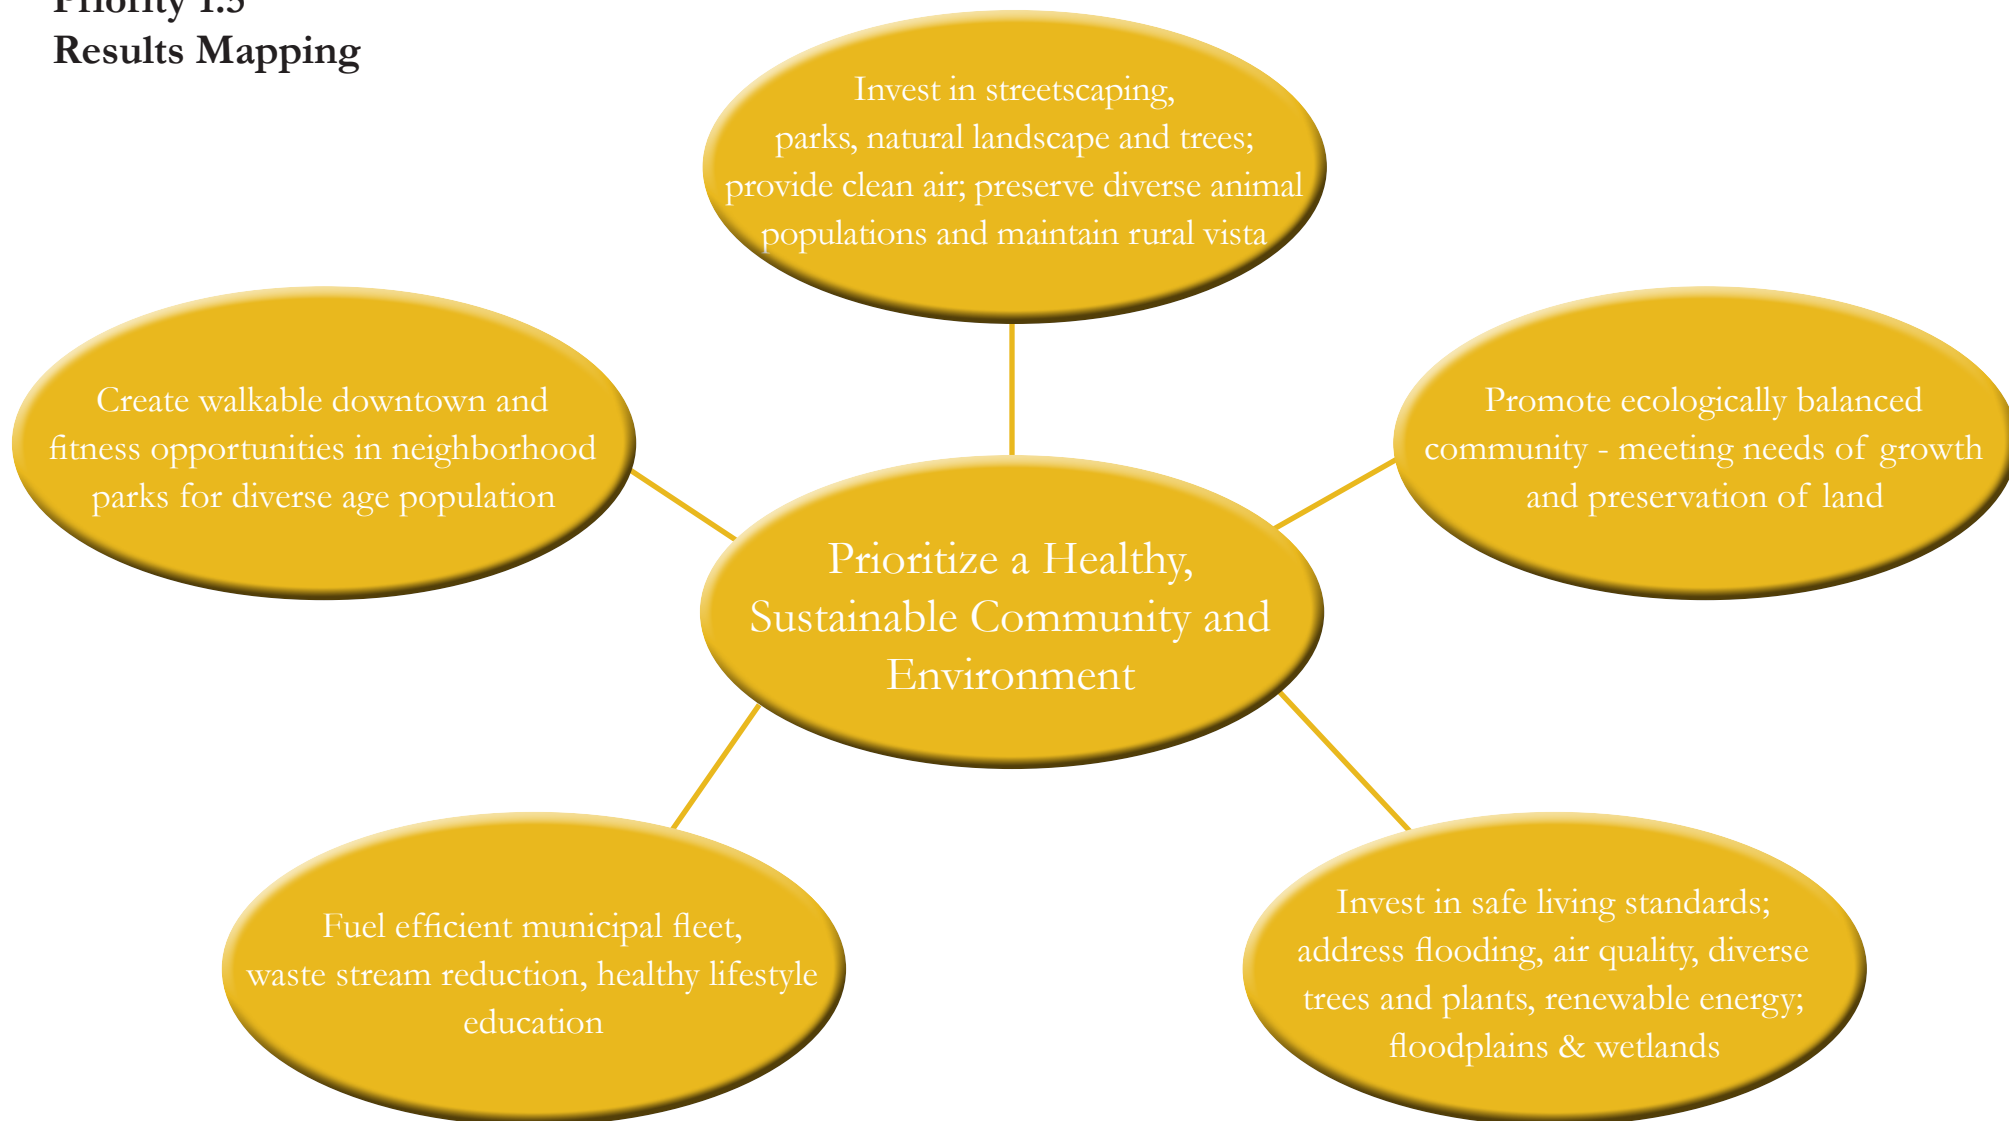 Priority 1.5
Results Mapping
Invest in streetscaping,
parks, natural landscape and trees;
provide clean air; preserve diverse animal
populations and maintain rural vista
Create walkable downtown and
fitness opportunities in neighborhood
parks for diverse age population
Promote ecologically balanced
community - meeting needs of growth
and preservation of land
Prioritize a Healthy,
Sustainable Community and
Environment
Fuel efficient municipal fleet,
waste stream reduction, healthy lifestyle
education
Invest in safe living standards;
address flooding, air quality, diverse
trees and plants, renewable energy;
floodplains & wetlands